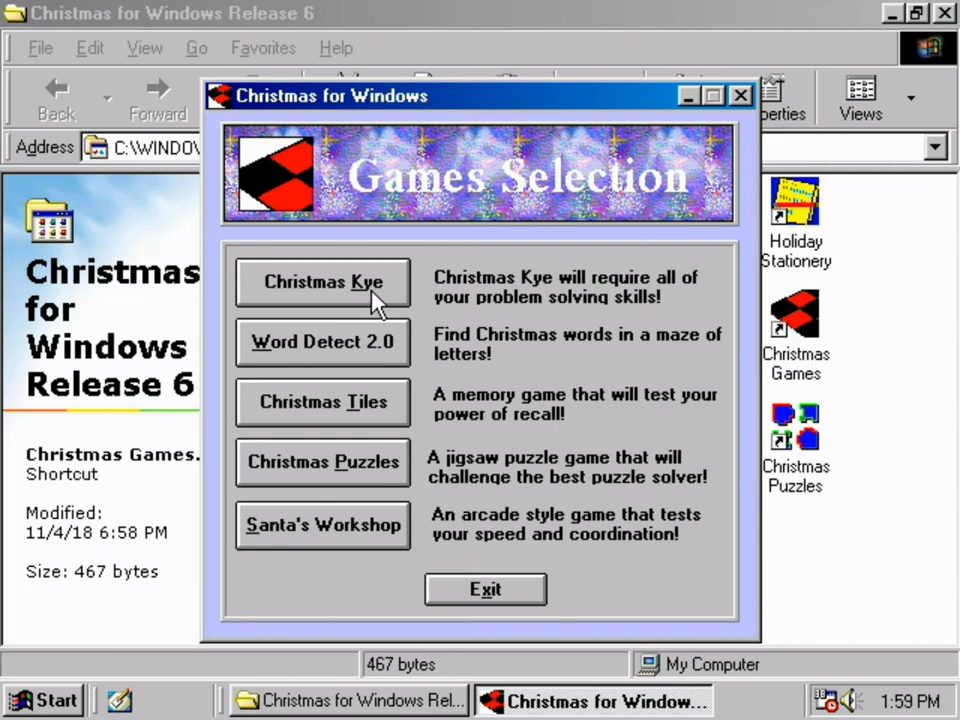 Christmas for Windows Release 6
File Edit View Go Favorites Help
Back
Forward
Views
Address
Christmas for Windows
Games Selection
Christmas Kye
Christmas Kye will require all of
your problem solving skills!
Word Detect 2.0
Find Christmas words in a maze of
letters!
Christmas Tiles
A memory game that will test your
power of recall!
Christmas Puzzles
A jigsaw puzzle game that will
challenge the best puzzle solver!
Santa's Workshop
An arcade style game that tests
your speed and coordination!
Exit
Christmas
for
Windows
Release 6
Christmas Games.
Shortcut
Modified:
11/4/18 6:58 PM
Size: 467 bytes
Holiday
Stationery
Christmas
Games
Christmas
Puzzles
467 bytes
My Computer
Start
Christmas for Windows Rel...
Christmas for Window...
1:59 PM